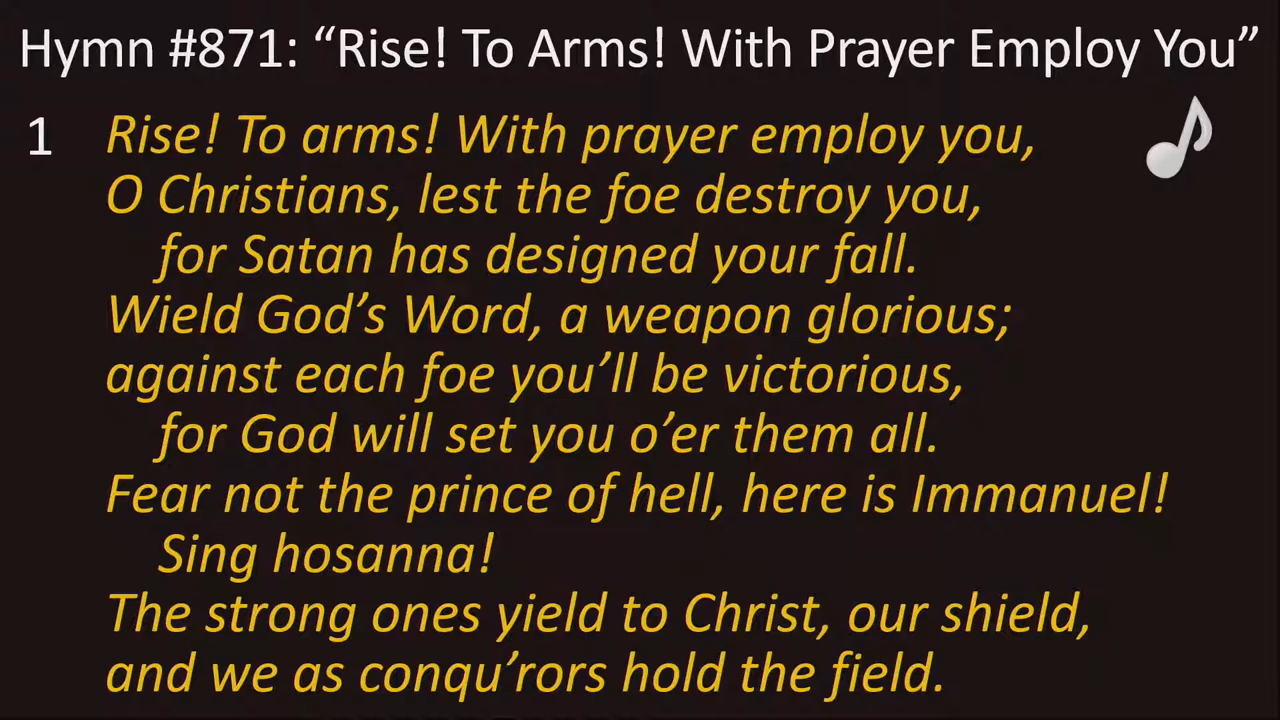 Hymn #871: “Rise! To Arms! With Prayer Employ You”
1 Rise! To arms! With prayer employ you,
O Christians, lest the foe destroy you,
for Satan has designed your fall.
Wield God’s Word, a weapon glorious;
against each foe you’ll be victorious,
for God will set you o’er them all.
Fear not the prince of hell, here is Immanuel!
Sing hosanna!
The strong ones yield to Christ, our shield,
and we as conqu’rors hold the field.